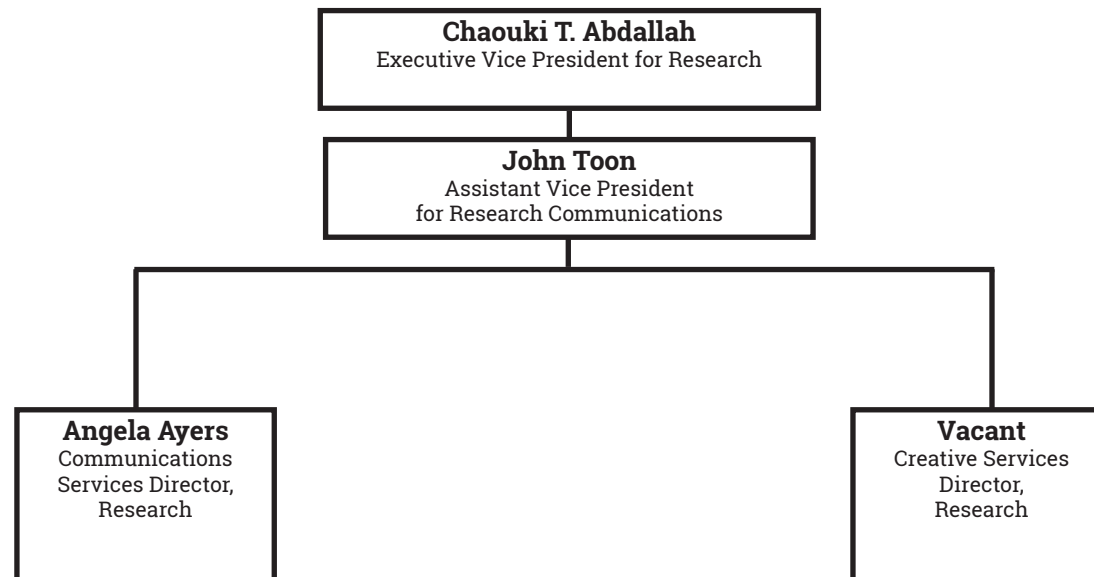 Chaouki T. Abdallah
Executive Vice President for Research
John Toon
Assistant Vice President
for Research Communications
Angela Ayers
Communications
Services Director,
Research
Vacant
Creative Services
Director,
Research